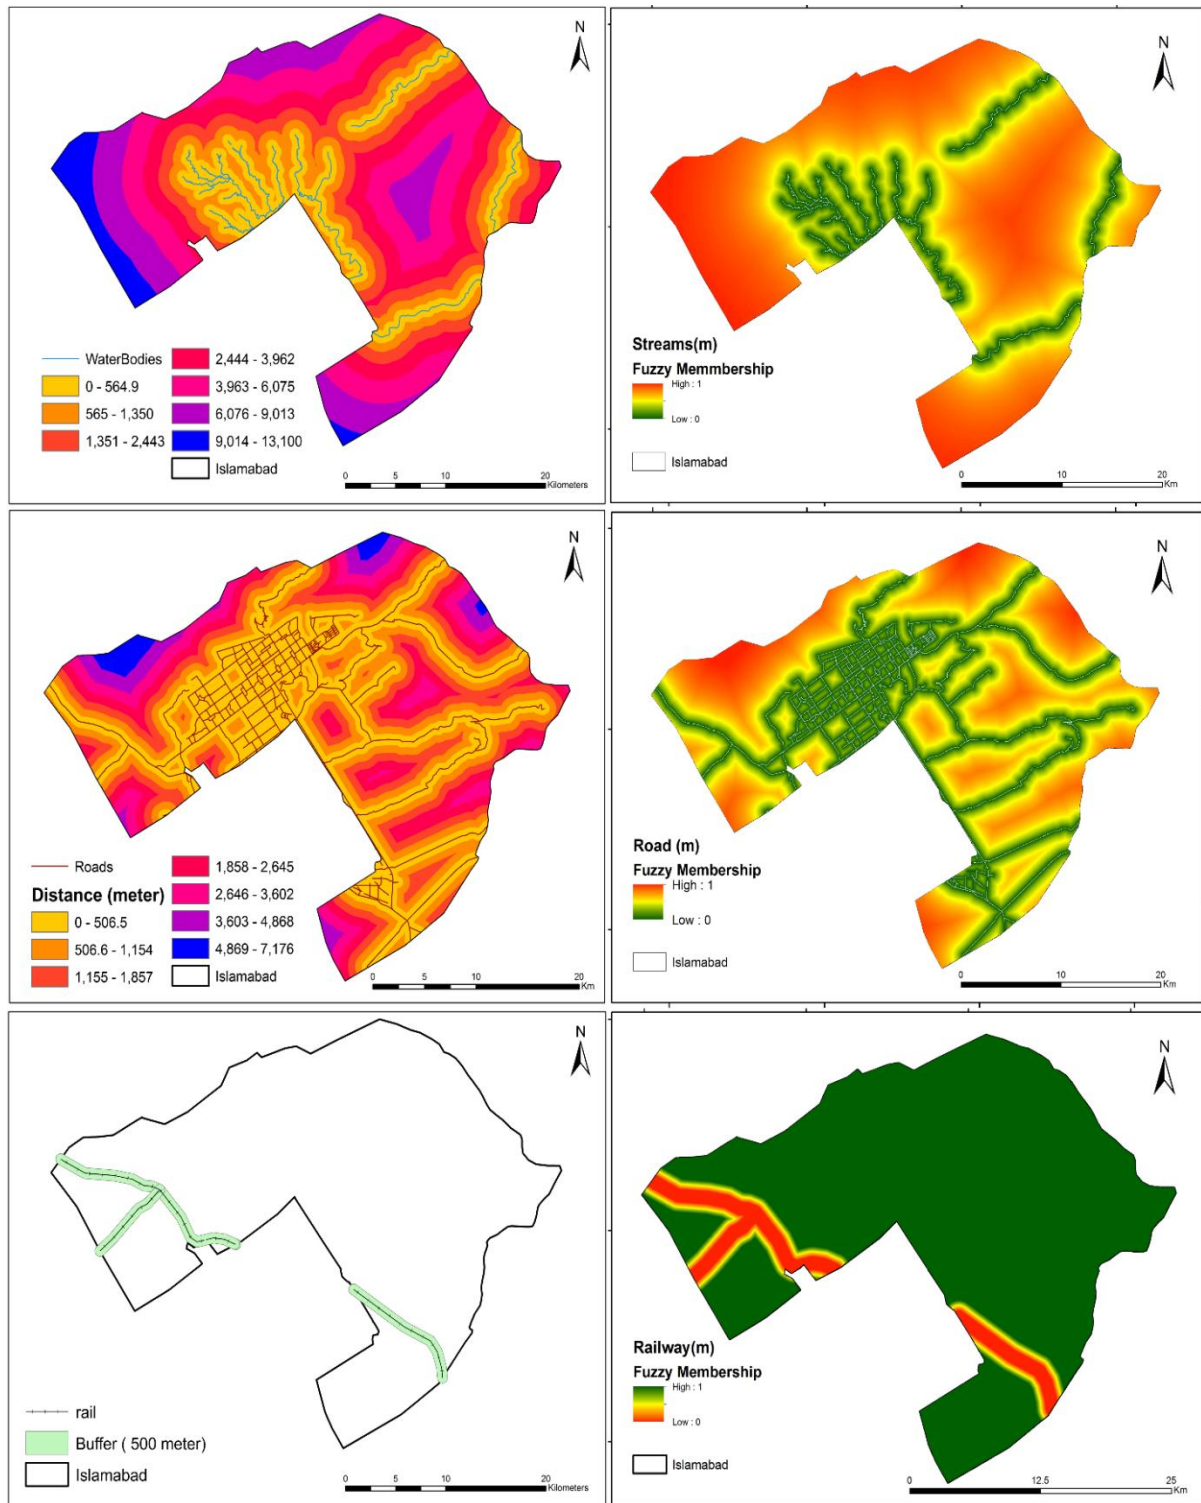 N
WaterBodies
0 - 564.9
565 - 1,350
1,351 - 2,443
2,444 - 3,962
3,963 - 6,075
6,076 - 9,013
9,014 - 13,100
Islamabad
0 5 10 20
Kilometers
N
Streams(m)
Fuzzy Memmbership
High : 1
Low : 0
Islamabad
0 10 20
Km
N
Roads
Distance (meter)
0 - 506.5
506.6 - 1,154
1,155 - 1,857
1,858 - 2,645
2,646 - 3,602
3,603 - 4,868
4,869 - 7,176
Islamabad
0 5 10 20
Km
N
Road (m)
Fuzzy Membership
High : 1
Low : 0
Islamabad
0 10 20
Km
N
rail
Buffer ( 500 meter)
Islamabad
0 5 10 20
Kilometers
N
Railway(m)
Fuzzy Membership
High : 1
Low : 0
Islamabad
0 12.5 25
Km